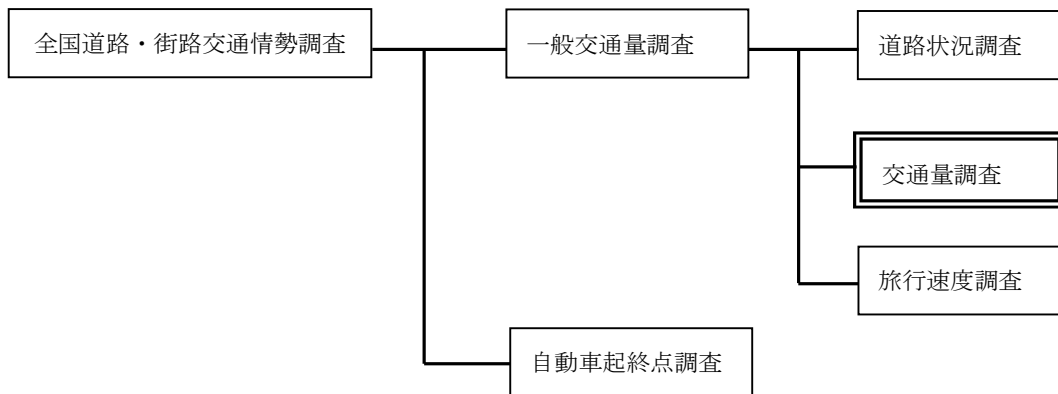 全国道路・街路交通情勢調査
一般交通量調査
道路状況調査
交通量調査
旅行速度調査
自動車起終点調査